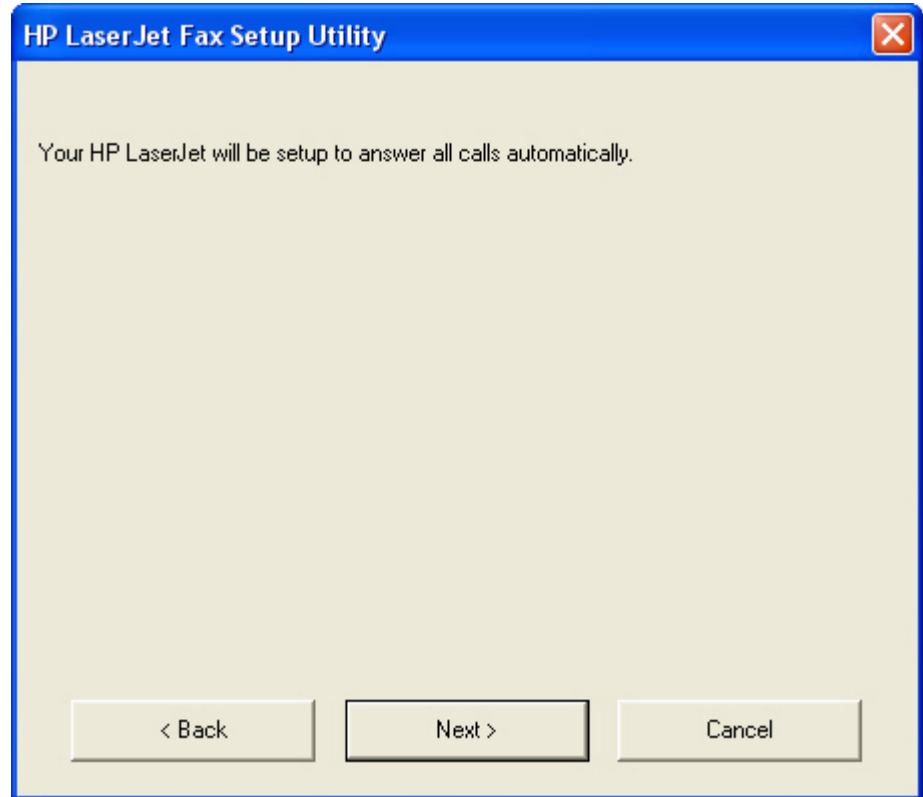 HP LaserJet Fax Setup Utility
Your HP LaserJet will be setup to answer all calls automatically.
< Back
Next >
Cancel